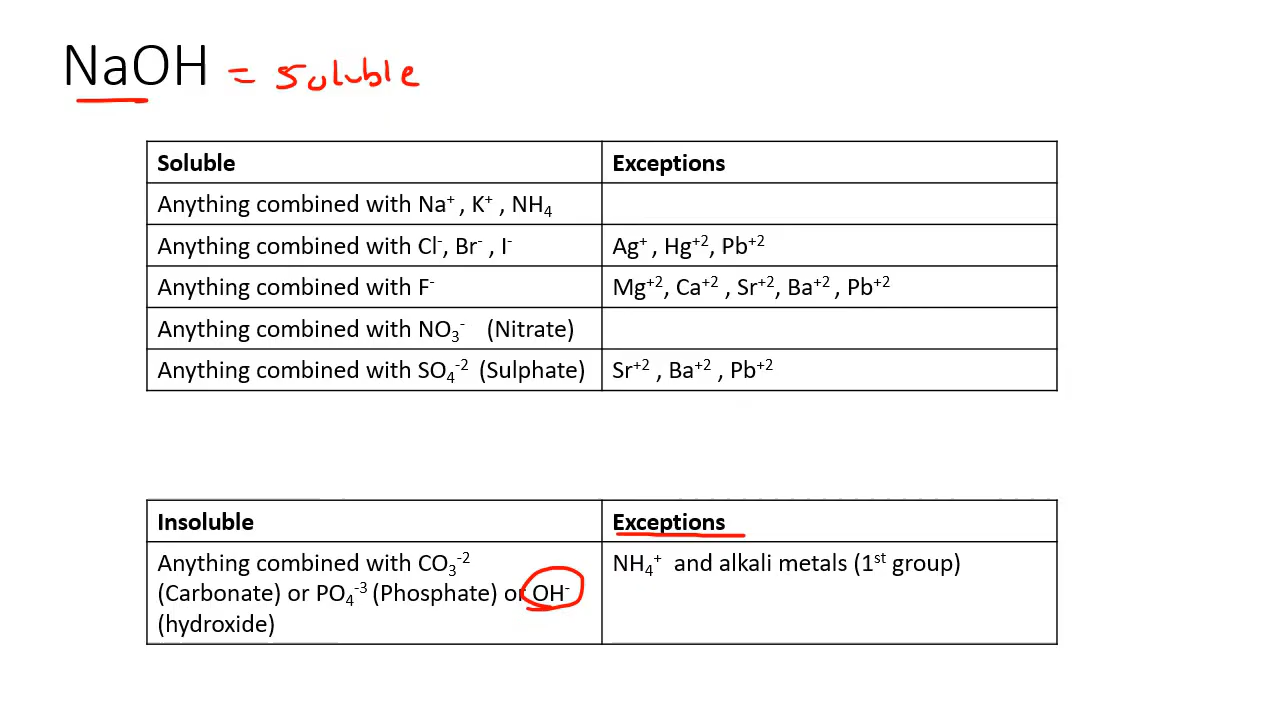 NaOH = Soluble
Soluble Exceptions
Anything combined with Na⁺ , K⁺ , NH₄
Anything combined with Cl⁻, Br⁻ , I⁻ Ag⁺ , Hg⁺², Pb⁺²
Anything combined with F⁻ Mg⁺², Ca⁺² , Sr⁺², Ba⁺² , Pb⁺²
Anything combined with NO₃⁻ (Nitrate)
Anything combined with SO₄⁻² (Sulphate) Sr⁺² , Ba⁺² , Pb⁺²
Insoluble Exceptions
Anything combined with CO₃⁻² NH₄⁺ and alkali metals (1ˢᵗ group)
(Carbonate) or PO₄⁻³ (Phosphate) or OH⁻
(hydroxide)